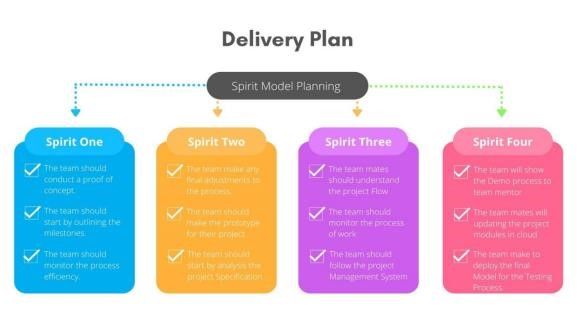 Delivery Plan
Spirit Model Planning
Spirit One
The team should
conduct a proof of
concept.
The team should
start by outlining the
milestones.
The team should
monitor the process
efficiency.
Spirit Two
The team make any
final adjustments to
the process.
The team should
make the prototype
for their project
The team should
start by analysis the
project Specification.
Spirit Three
The team mates
should understand
the project Flow
The team should
monitor the process
of work
The team should
follow the project
Management System
Spirit Four
The team will show
the Demo process to
team mentor
The team mates will
updating the project
modules in cloud
The team make to
deploy the final
Model for the Testing
Process